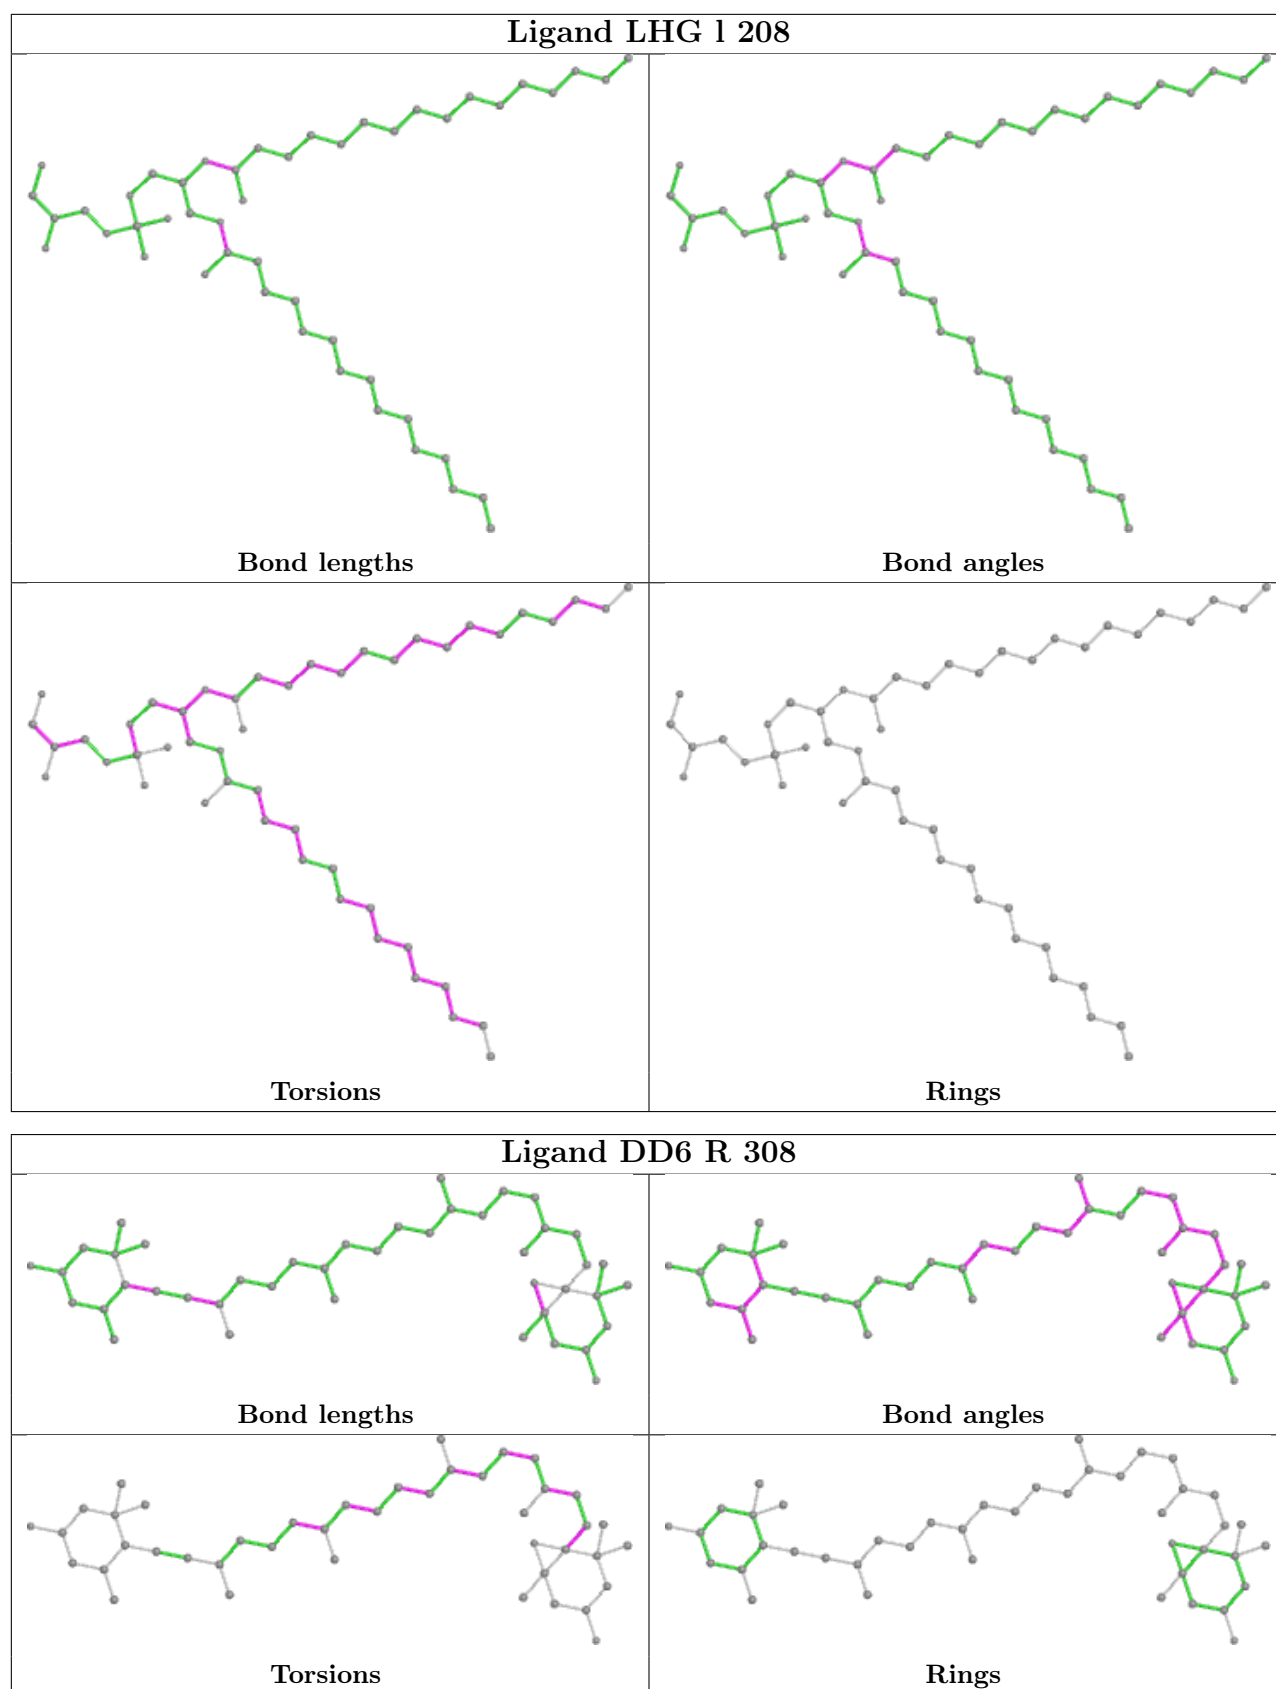 Ligand LHG l 208
Bond lengths
Bond angles
Torsions
Rings
Ligand DD6 R 308
Bond lengths
Bond angles
Torsions
Rings